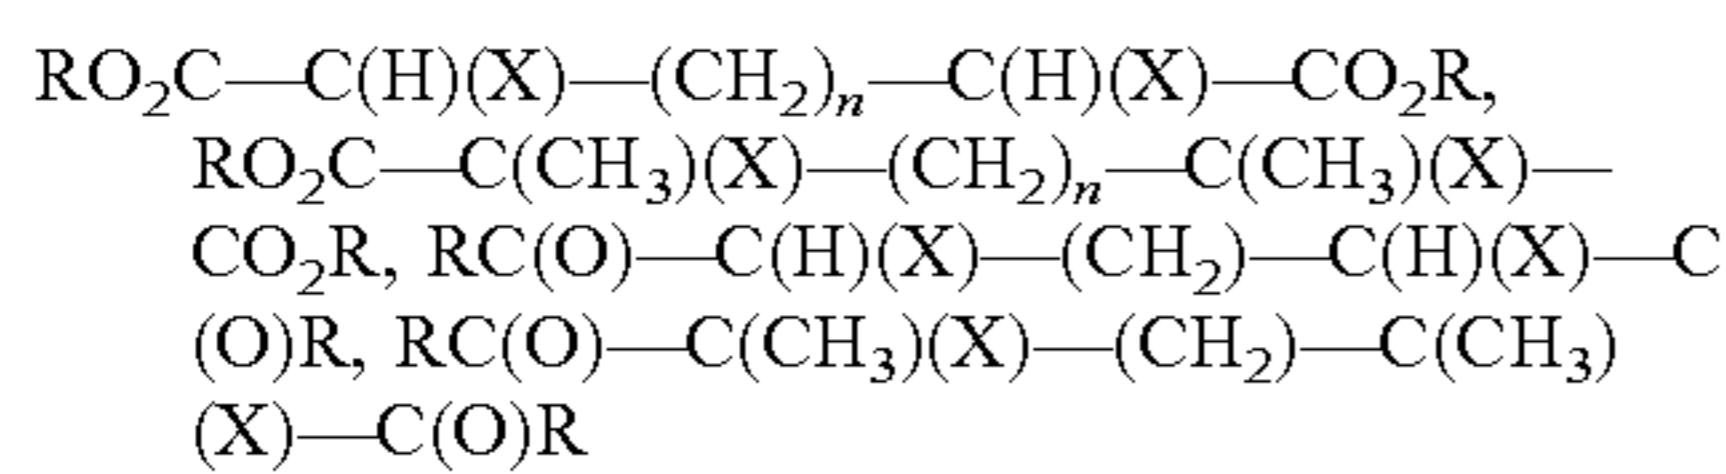 RO₂C—C(H)(X)—(CH₂)ₙ—C(H)(X)—CO₂R,
RO₂C—C(CH₃)(X)—(CH₂)ₙ—C(CH₃)(X)—
CO₂R, RC(O)—C(H)(X)—(CH₂)—C(H)(X)—C
(O)R, RC(O)—C(CH₃)(X)—(CH₂)—C(CH₃)
(X)—C(O)R